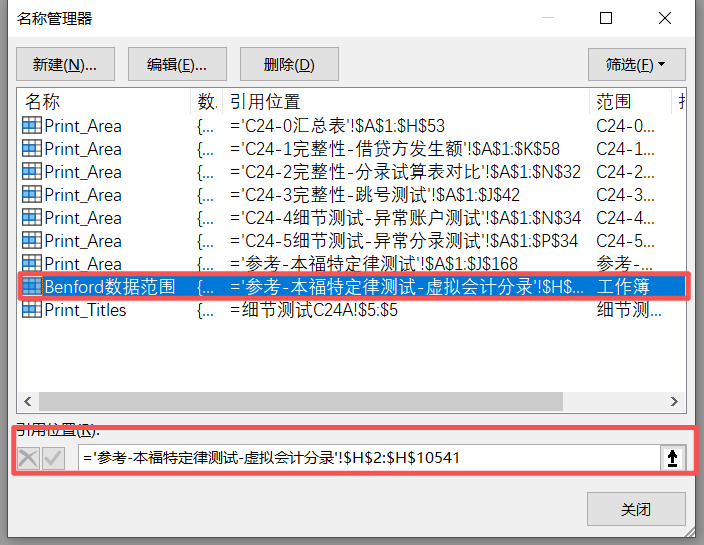 名称管理器
新建(N)... 编辑(E)... 删除(D) 筛选(F)
名称 数. 引用位置 范围
Print_Area {... ='C24-0汇总表'!$A$1:$H$53 C24-0...
Print_Area {... ='C24-1完整性-借贷方发生额'!$A$1:$K$58 C24-1...
Print_Area {... ='C24-2完整性-分录试算表对比'!$A$1:$N$32 C24-2...
Print_Area {... ='C24-3完整性-跳号测试'!$A$1:$J$42 C24-3...
Print_Area {... ='C24-4细节测试-异常账户测试'!$A$1:$N$34 C24-4...
Print_Area {... ='C24-5细节测试-异常分录测试'!$A$1:$P$34 C24-5...
Print_Area {... ='参考-本福特定律测试'!$A$1:$J$168 参考-...
Benford数据范围 {... ='参考-本福特定律测试-虚拟会计分录'!$H$... 工作簿
Print_Titles {... =细节测试C24A!$5:$5 细节测...
引用位置(R):
='参考-本福特定律测试-虚拟会计分录'!$H$2:$H$10541
关闭